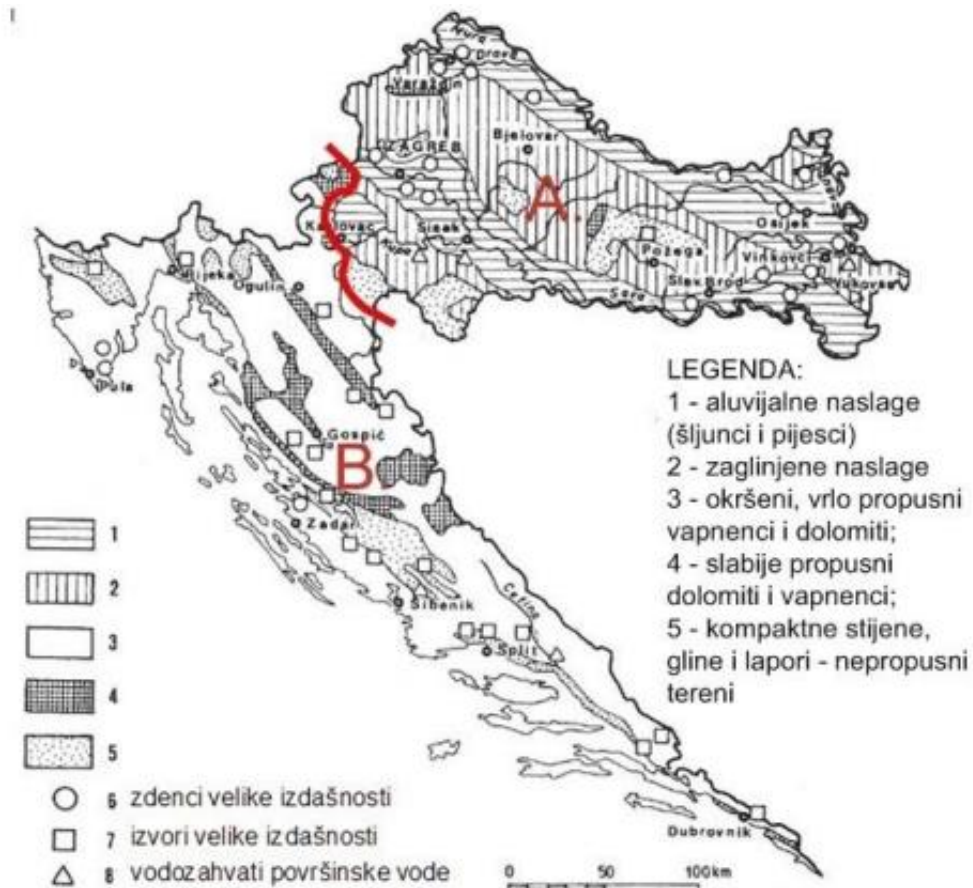 Mura
Drava
Varaždin
Bjelovar
ZAGREB
A.
Karlovac
Kupa
Sisak
Osijek
Požega
Vinkovci
Vukovar
Slav.Brod
Sava
Rijeka
Ogulin
Pula
Gospić
B.
Zadar
Šibenik
Cetina
Split
Dubrovnik
LEGENDA:
1 - aluvijalne naslage
(šljunci i pijesci)
2 - zaglinjene naslage
3 - okršeni, vrlo propusni
vapnenci i dolomiti;
4 - slabije propusni
dolomiti i vapnenci;
5 - kompaktne stijene,
gline i lapori - nepropusni
tereni
1
2
3
4
5
6 zdenci velike izdašnosti
7 izvori velike izdašnosti
8 vodozahvati površinske vode
0 50 100km